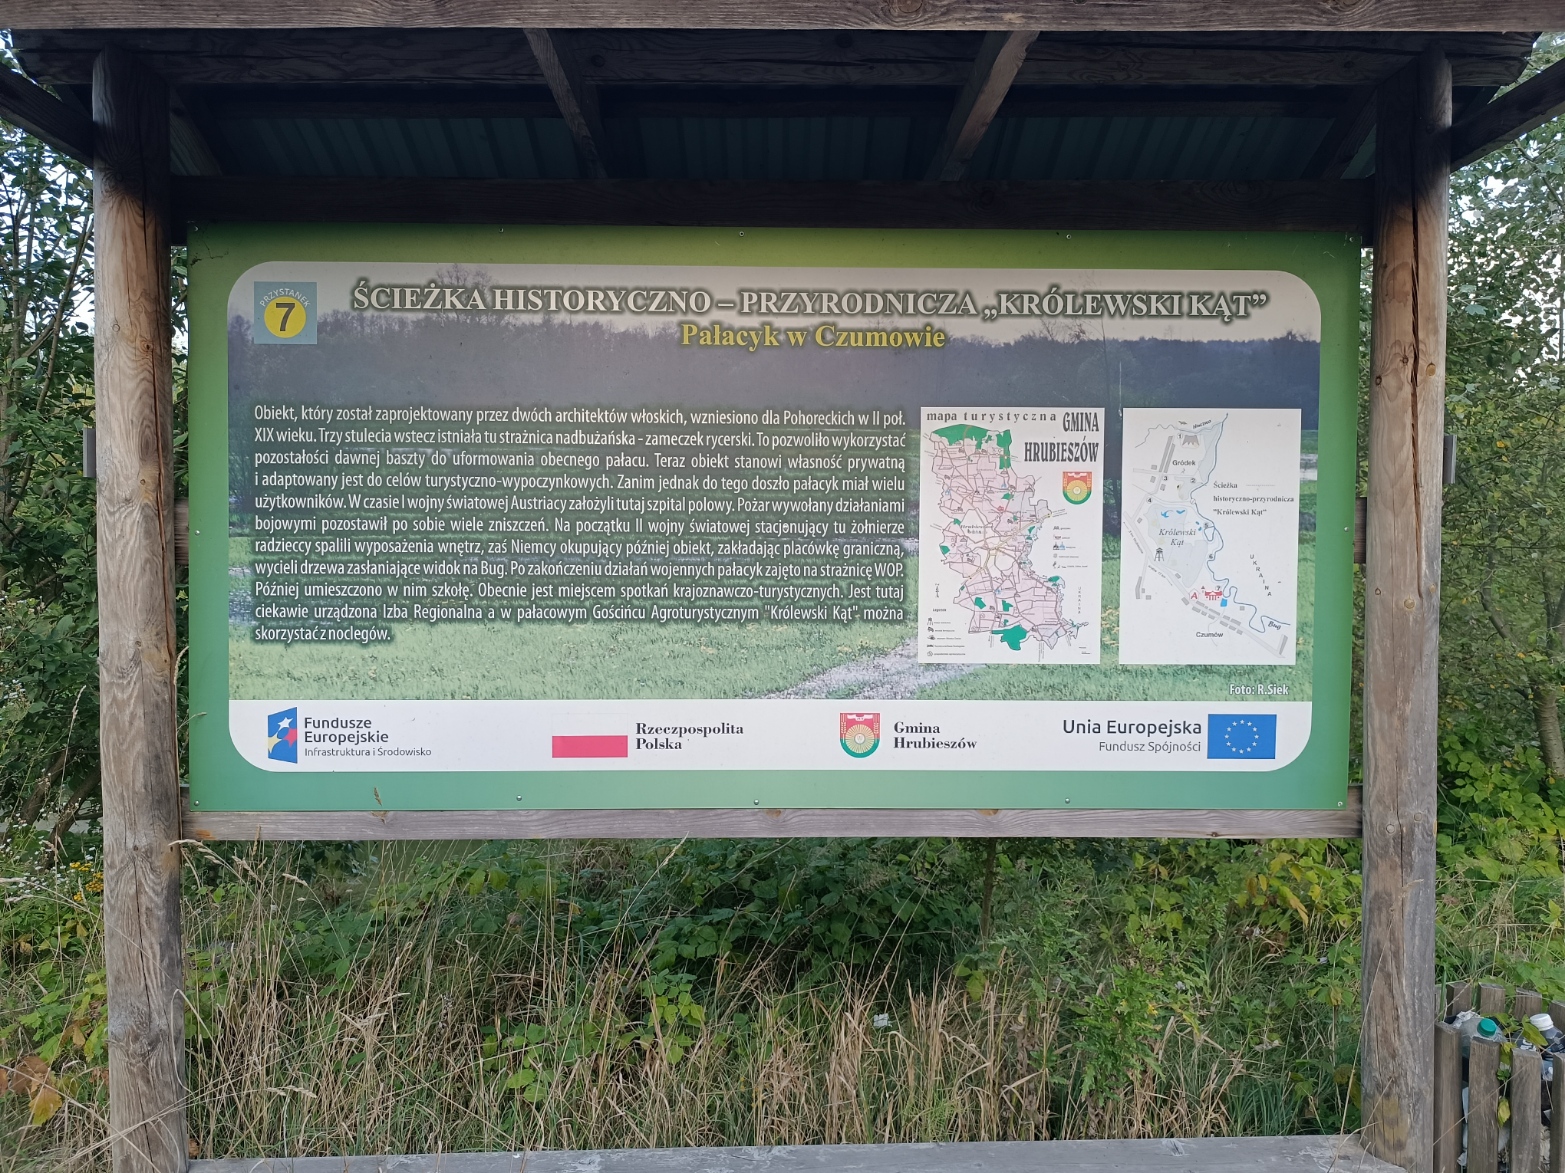 PRZYSTANEK
7
ŚCIEŻKA HISTORYCZNO – PRZYRODNICZA „KRÓLEWSKI KĄT”
Pałacyk w Czumowie
Obiekt, który został zaprojektowany przez dwóch architektów włoskich, wzniesiono dla Pohoreckich w II poł.
XIX wieku. Trzy stulecia wstecz istniała tu strażnica nadbużańska - zameczek rycerski. To pozwoliło wykorzystać
pozostałości dawnej baszty do uformowania obecnego pałacu. Teraz obiekt stanowi własność prywatną
i adaptowany jest do celów turystyczno-wypoczynkowych. Zanim jednak do tego doszło pałacyk miał wielu
użytkowników. W czasie I wojny światowej Austriacy założyli tutaj szpital polowy. Pożar wywołany działaniami
bojowymi pozostawił po sobie wiele zniszczeń. Na początku II wojny światowej stacjonujący tu żołnierze
radzieccy spalili wyposażenia wnętrz, zaś Niemcy okupujący później obiekt, zakładając placówkę graniczną,
wycieli drzewa zasłaniające widok na Bug. Po zakończeniu działań wojennych pałacyk zajęto na strażnicę WOP.
Później umieszczono w nim szkołę. Obecnie jest miejscem spotkań krajoznawczo-turystycznych. Jest tutaj
ciekawie urządzona Izba Regionalna a w pałacowym Gościńcu Agroturystycznym "Królewski Kąt" można
skorzystać z noclegów.
mapa turystyczna GMINA
HRUBIESZÓW
Gródek
Ścieżka
historyczno-przyrodnicza
"Królewski Kąt"
Królewski
Kąt
UKRAINA
A
Bug
Czumów
Foto: R.Siek
Fundusze
Europejskie
Infrastruktura i Środowisko
Rzeczpospolita
Polska
Gmina
Hrubieszów
Unia Europejska
Fundusz Spójności